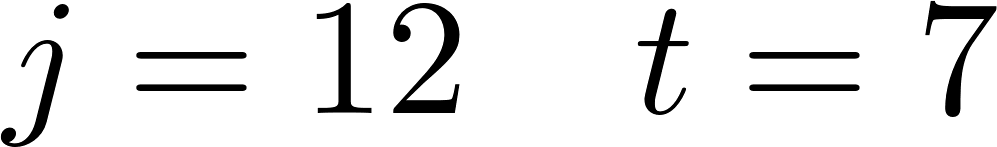 j = 12 t = 7